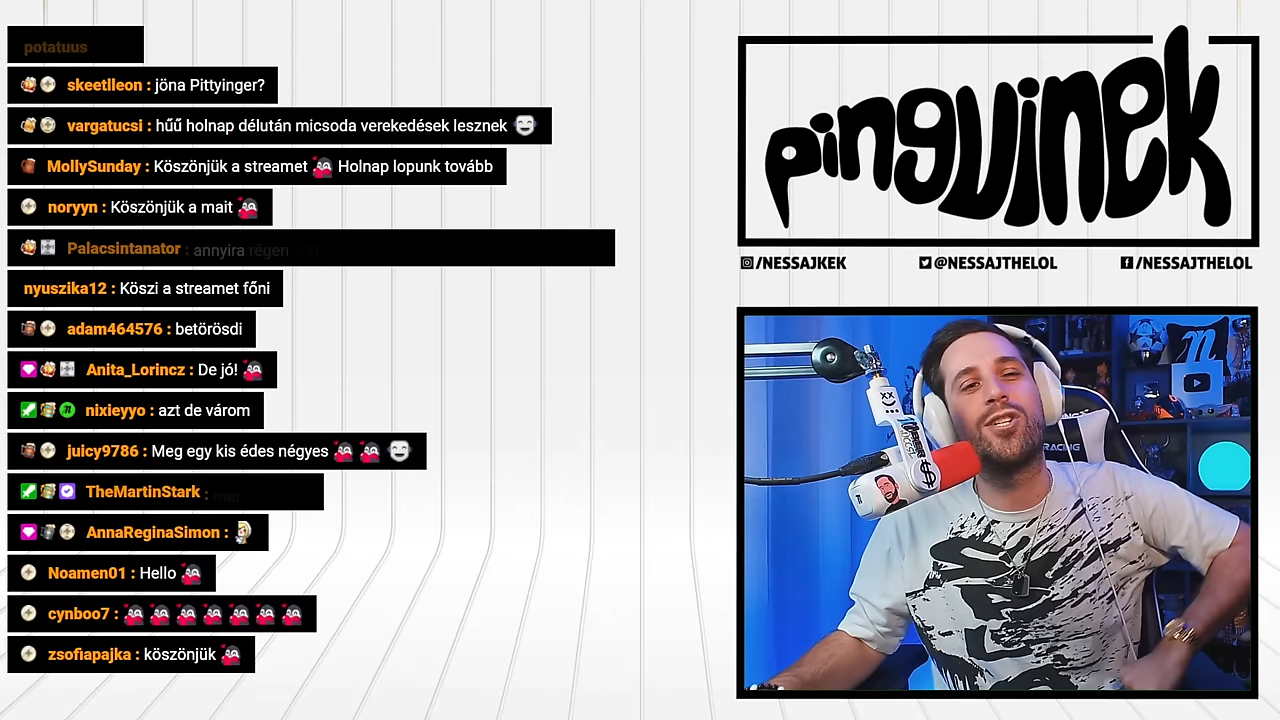 potatuus
skeetlleon : jöna Pittyinger?
vargatucsi : hűű holnap délután micsoda verekedések lesznek
MollySunday : Köszönjük a streamet Holnap lopunk tovább
noryyn : Köszönjük a mait
Palacsintanator : annyira régen
nyuszika12 : Köszi a streamet főni
adam464576 : betörösdi
Anita_Lorincz : De jó!
nixieyyo : azt de várom
juicy9786 : Meg egy kis édes négyes
TheMartinStark :
AnnaReginaSimon :
Noamen01 : Hello
cynboo7 :
zsofiapajka : köszönjük
pingvinek
/NESSAJKEK @NESSAJTHELOL /NESSAJTHELOL
RACING